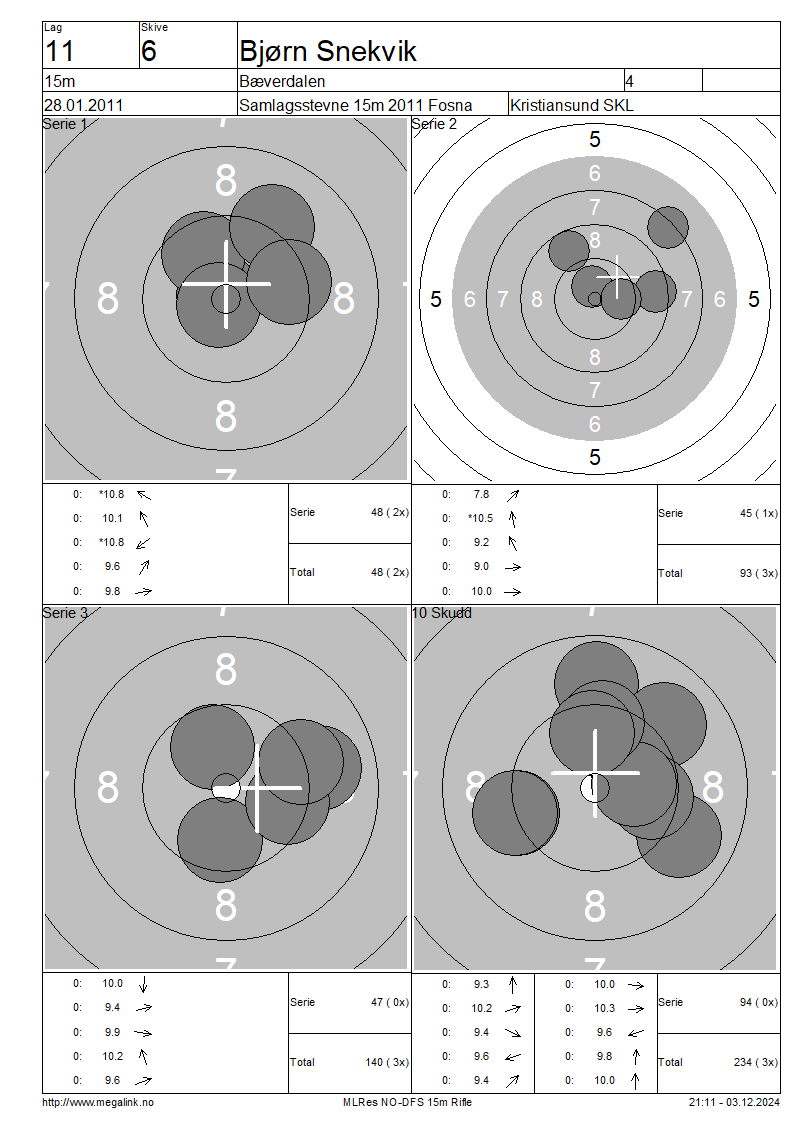 Lag Skive
11 6 Bjørn Snekvik
15m Bæverdalen 4
28.01.2011 Samlagsstevne 15m 2011 Fosna Kristiansund SKL
Serie 1
7
8
7 8 8 7
8
7
0: *10.8
0: 10.1
0: *10.8
0: 9.6
0: 9.8
Serie 48 ( 2x)
Total 48 ( 2x)
Serie 2
5
6
7
8
5 6 7 8 7 6 5
8
7
6
5
0: 7.8
0: *10.5
0: 9.2
0: 9.0
0: 10.0
Serie 45 ( 1x)
Total 93 ( 3x)
Serie 3
7
8
7 8 8
8
7
0: 10.0
0: 9.4
0: 9.9
0: 10.2
0: 9.6
Serie 47 ( 0x)
Total 140 ( 3x)
10 Skudd
7
7 8 8 7
8
7
0: 9.3 0: 10.0
0: 10.2 0: 10.3
0: 9.4 0: 9.6
0: 9.6 0: 9.8
0: 9.4 0: 10.0
Serie 94 ( 0x)
Total 234 ( 3x)
http://www.megalink.no MLRes NO-DFS 15m Rifle 21:11 - 03.12.2024